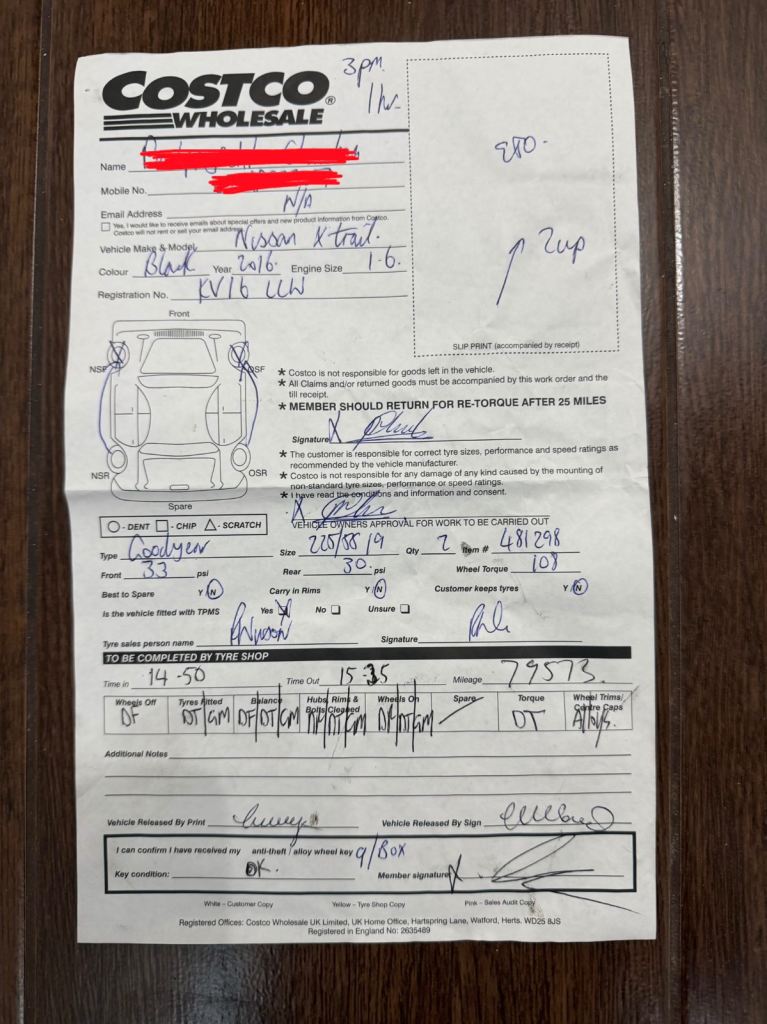 3pm.
1 hr
COSTCO®
WHOLESALE
Name
Mobile No.
Email Address N/A
Yes, I would like to receive emails about special offers and new product information from Costco.
Costco will not rent or sell your email address.
Vehicle Make & Model Nissan Xtrail.
Colour Black Year 2016. Engine Size 1-6.
Registration No. KV16 LLW
£80-
2up
SLIP PRINT (accompanied by receipt)
Front
NSF OSF
NSR OSR
Spare
* Costco is not responsible for goods left in the vehicle.
* All Claims and/or returned goods must be accompanied by this work order and the
till receipt.
* MEMBER SHOULD RETURN FOR RE-TORQUE AFTER 25 MILES
Signature X
* The customer is responsible for correct tyre sizes, performance and speed ratings as
recommended by the vehicle manufacturer.
* Costco is not responsible for any damage of any kind caused by the mounting of
non-standard tyre sizes, performance or speed ratings.
* I have read the conditions and information and consent.
X
VEHICLE OWNERS APPROVAL FOR WORK TO BE CARRIED OUT
- DENT - CHIP - SCRATCH
Type Goodyear Size 225/55/19 Qty 2 Item # 481298
Front 33 psi Rear 30. psi Wheel Torque 108
Best to Spare Y/N Carry in Rims Y/N Customer keeps tyres Y/N
Is the vehicle fitted with TPMS Yes No Unsure
Tyre sales person name Signature
TO BE COMPLETED BY TYRE SHOP
Time in 14-50 Time Out 15-35 Mileage 79573.
Wheels Off Tyres Fitted Balance Hubs, Rims & Bolts Cleaned Wheels On Spare Torque Wheel Trims/ Centre Caps
DF DT/GM DF/DT/GM DF/DT/GM DF/DT/GM DT Alloys.
Additional Notes
Vehicle Released By Print Vehicle Released By Sign
I can confirm I have received my anti-theft / alloy wheel key g/Box
Key condition: OK. Member signature X
White – Customer Copy Yellow – Tyre Shop Copy Pink – Sales Audit Copy
Registered Offices: Costco Wholesale UK Limited, UK Home Office, Hartspring Lane, Watford, Herts. WD25 8JS
Registered in England No: 2635489